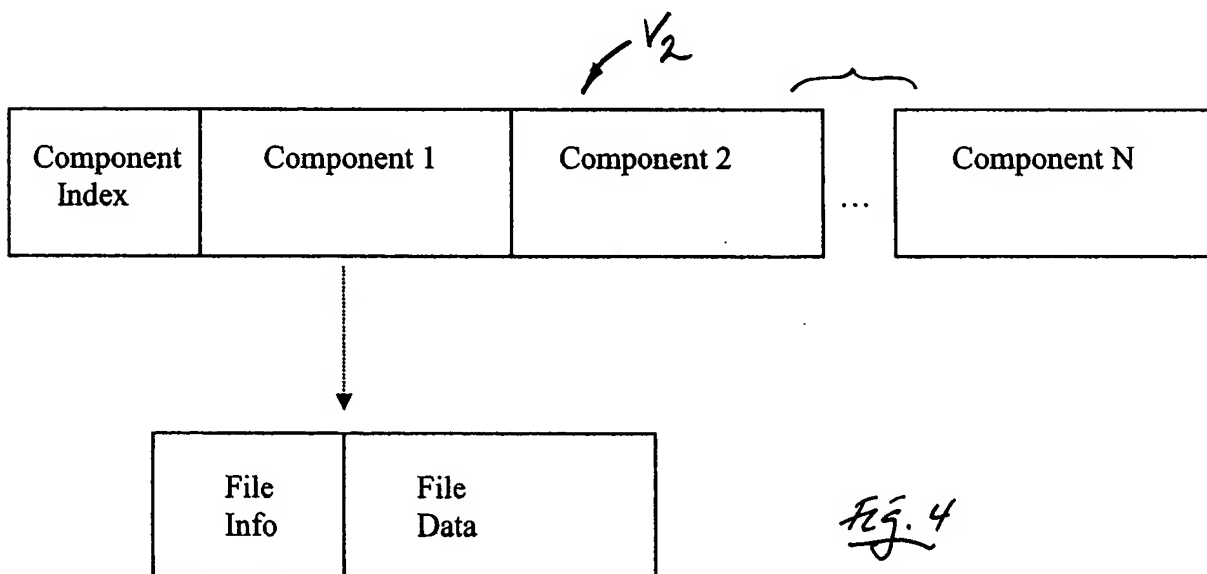 V2
Component
Index
Component 1
Component 2
...
Component N
File
Info
File
Data
Fig. 4